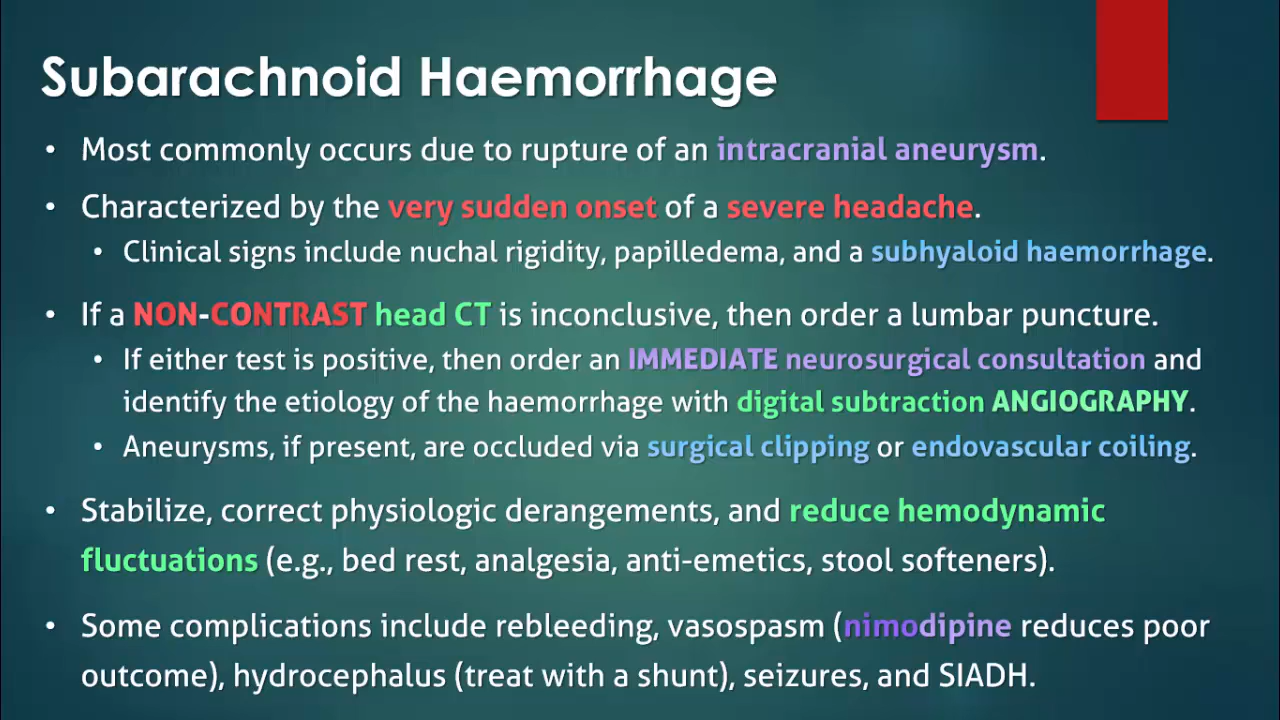 Subarachnoid Haemorrhage
• Most commonly occurs due to rupture of an intracranial aneurysm.
• Characterized by the very sudden onset of a severe headache.
• Clinical signs include nuchal rigidity, papilledema, and a subhyaloid haemorrhage.
• If a NON-CONTRAST head CT is inconclusive, then order a lumbar puncture.
• If either test is positive, then order an IMMEDIATE neurosurgical consultation and
identify the etiology of the haemorrhage with digital subtraction ANGIOGRAPHY.
• Aneurysms, if present, are occluded via surgical clipping or endovascular coiling.
• Stabilize, correct physiologic derangements, and reduce hemodynamic
fluctuations (e.g., bed rest, analgesia, anti-emetics, stool softeners).
• Some complications include rebleeding, vasospasm (nimodipine reduces poor
outcome), hydrocephalus (treat with a shunt), seizures, and SIADH.